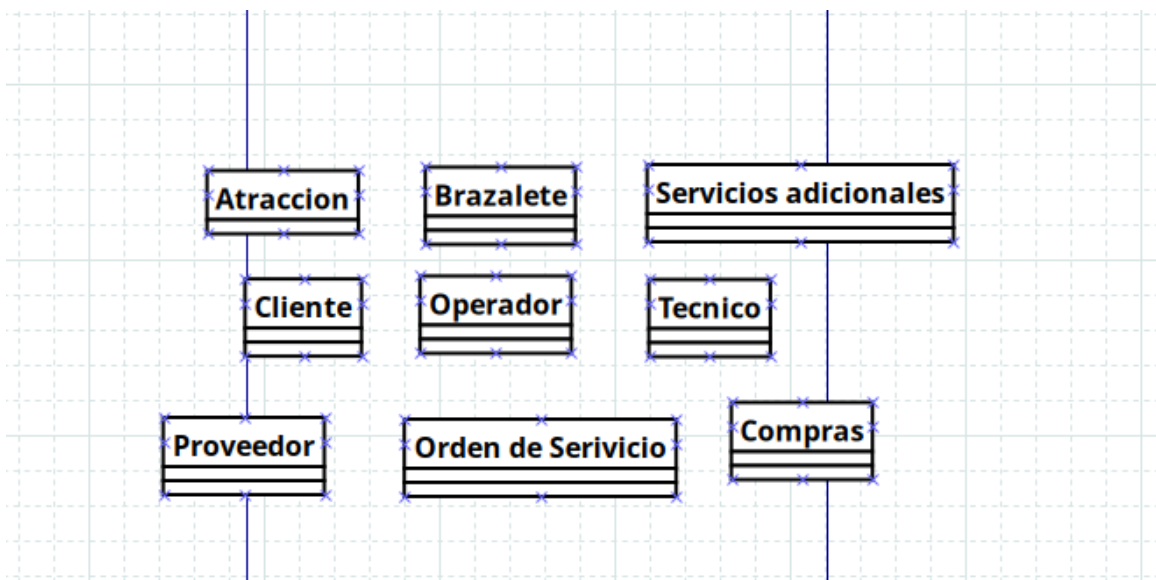 Atraccion
Brazalete
Servicios adicionales
Cliente
Operador
Tecnico
Proveedor
Orden de Serivicio
Compras